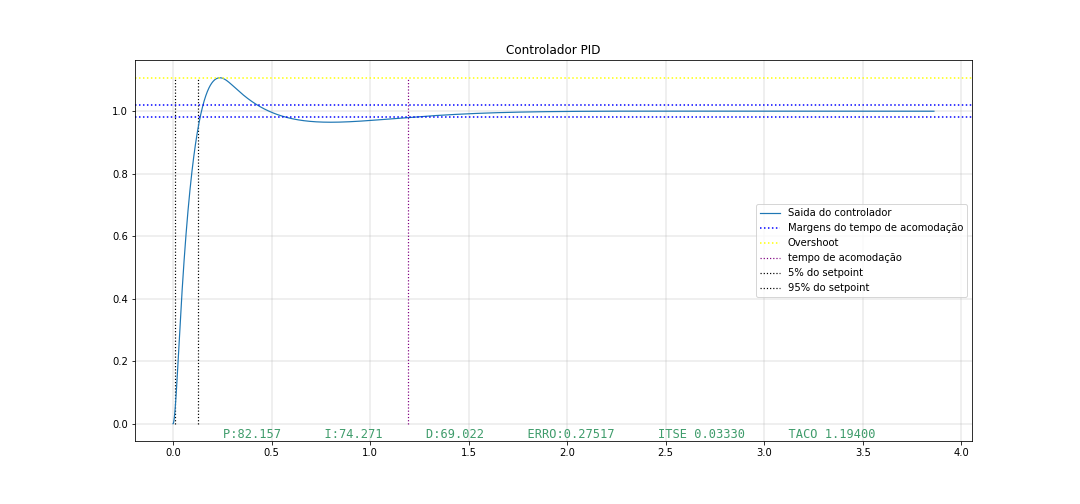 Controlador PID
1.0
0.8
0.6
0.4
0.2
0.0
Saida do controlador
Margens do tempo de acomodação
Overshoot
tempo de acomodação
5% do setpoint
95% do setpoint
P:82.157 I:74.271 D:69.022 ERRO:0.27517 ITSE 0.03330 TACO 1.19400
0.0 0.5 1.0 1.5 2.0 2.5 3.0 3.5 4.0